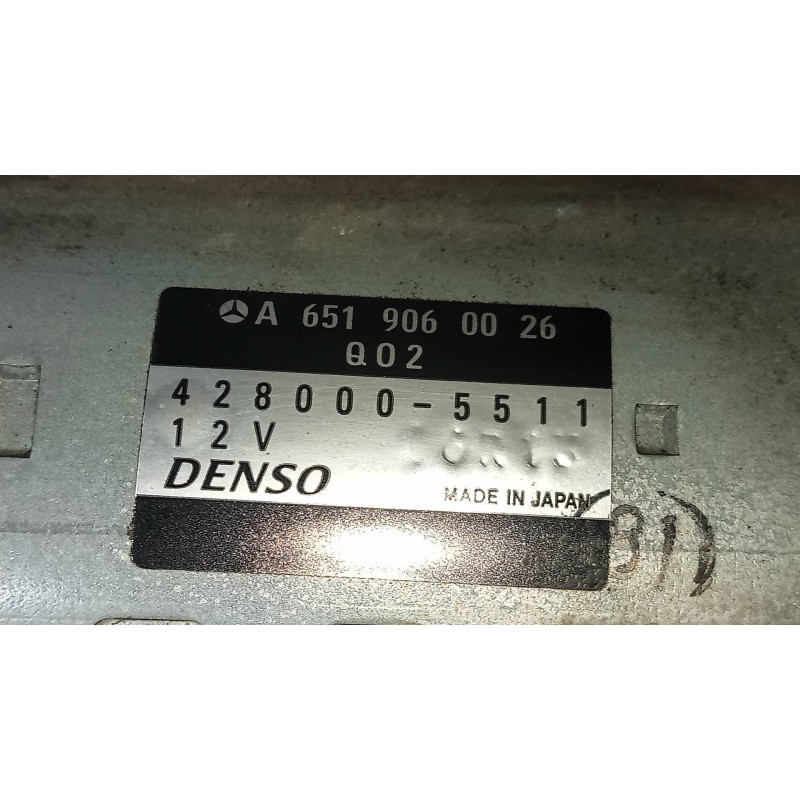 A 651 906 00 26
Q02
428000-5511
12V
DENSO
MADE IN JAPAN